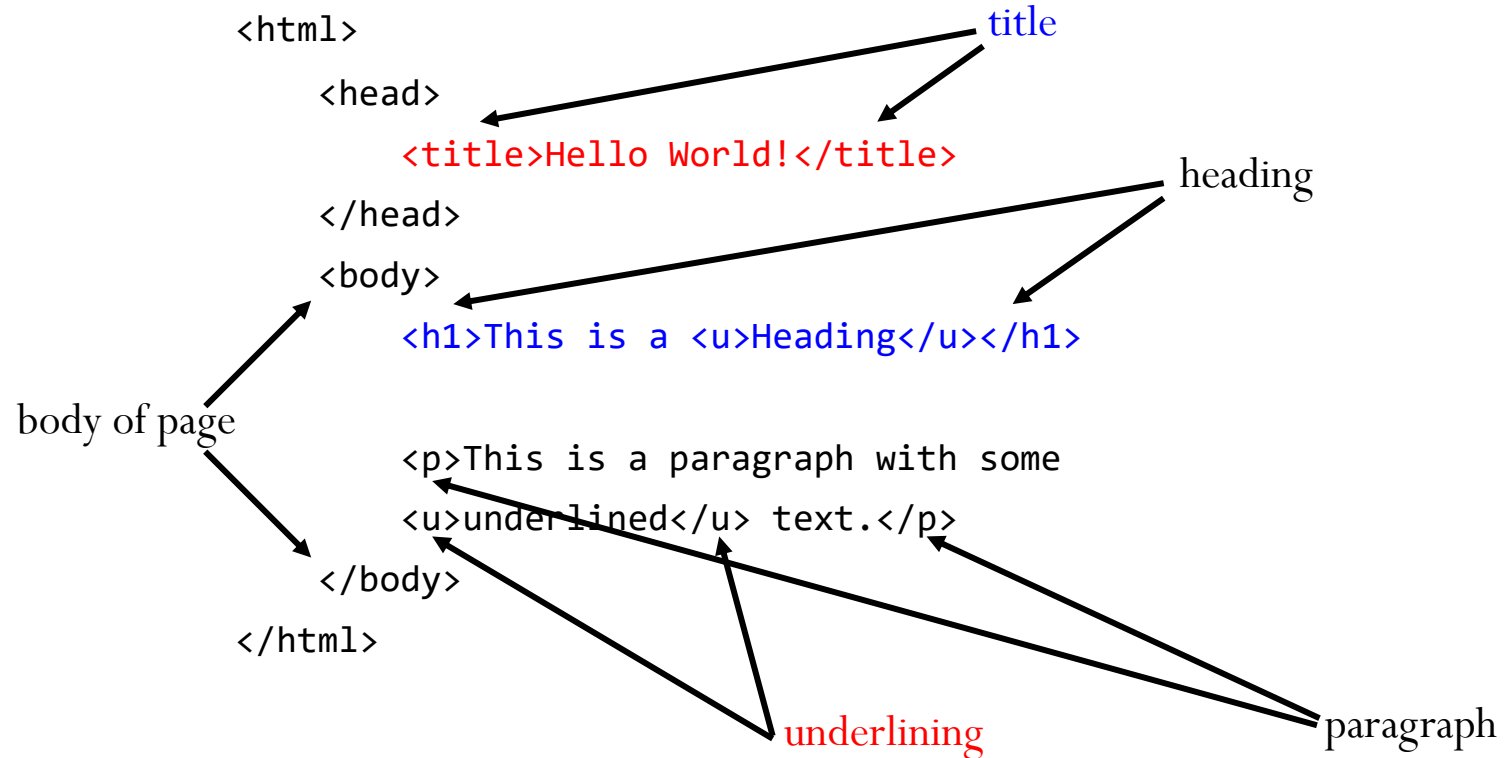 <html>
title
<head>
<title>Hello World!</title>
heading
</head>
<body>
<h1>This is a <u>Heading</u></h1>
body of page
<p>This is a paragraph with some
<u>underlined</u> text.</p>
</body>
</html>
underlining
paragraph